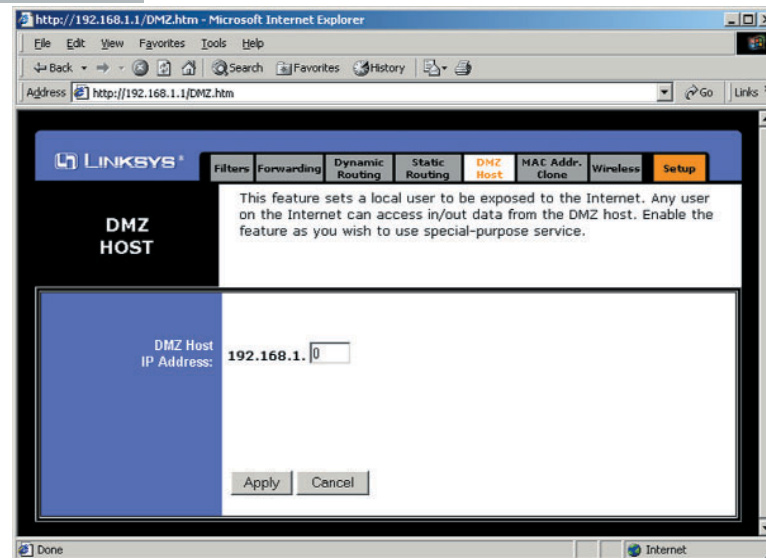 http://192.168.1.1/DMZ.htm - Microsoft Internet Explorer
File Edit View Favorites Tools Help
Back Search Favorites History
Address http://192.168.1.1/DMZ.htm Go Links
LINKSYS® Filters Forwarding Dynamic Routing Static Routing DMZ Host MAC Addr. Clone Wireless Setup
DMZ HOST
This feature sets a local user to be exposed to the Internet. Any user
on the Internet can access in/out data from the DMZ host. Enable the
feature as you wish to use special-purpose service.
DMZ Host
IP Address: 192.168.1. 0
Apply Cancel
Done Internet